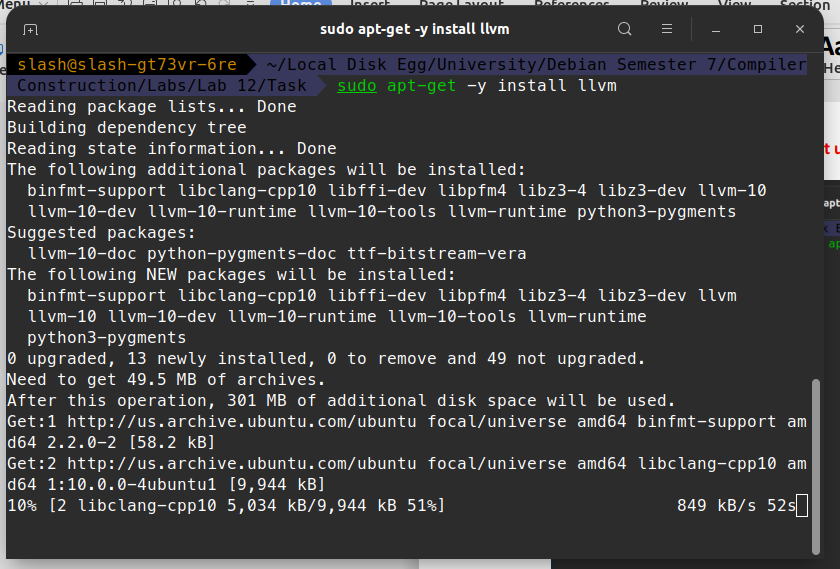 Menu
Home
Insert
Page Layout
References
Review
View
Section
sudo apt-get -y install llvm
slash@slash-gt73vr-6re ~/Local Disk Egg/University/Debian Semester 7/Compiler
Construction/Labs/Lab 12/Task sudo apt-get -y install llvm
Reading package lists... Done
Building dependency tree
Reading state information... Done
The following additional packages will be installed:
binfmt-support libclang-cpp10 libffi-dev libpfm4 libz3-4 libz3-dev llvm-10
llvm-10-dev llvm-10-runtime llvm-10-tools llvm-runtime python3-pygments
Suggested packages:
llvm-10-doc python-pygments-doc ttf-bitstream-vera
The following NEW packages will be installed:
binfmt-support libclang-cpp10 libffi-dev libpfm4 libz3-4 libz3-dev llvm
llvm-10 llvm-10-dev llvm-10-runtime llvm-10-tools llvm-runtime
python3-pygments
0 upgraded, 13 newly installed, 0 to remove and 49 not upgraded.
Need to get 49.5 MB of archives.
After this operation, 301 MB of additional disk space will be used.
Get:1 http://us.archive.ubuntu.com/ubuntu focal/universe amd64 binfmt-support am
d64 2.2.0-2 [58.2 kB]
Get:2 http://us.archive.ubuntu.com/ubuntu focal/universe amd64 libclang-cpp10 am
d64 1:10.0.0-4ubuntu1 [9,944 kB]
10% [2 libclang-cpp10 5,034 kB/9,944 kB 51%] 849 kB/s 52s